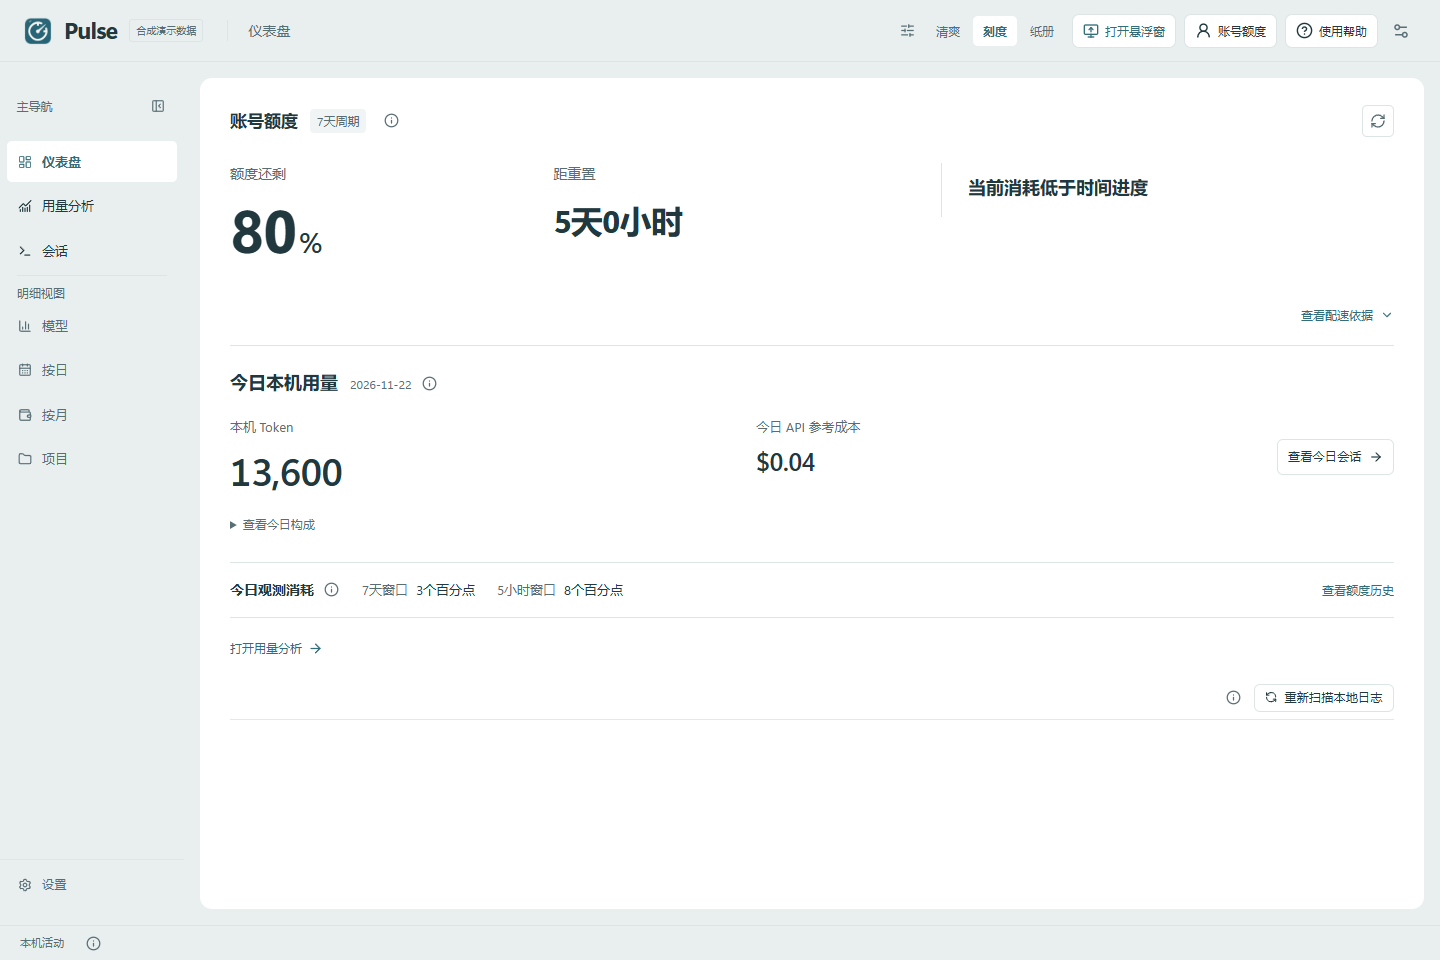 Pulse 合成演示数据 仪表盘 清爽 刻度 纸册 打开悬浮窗 账号额度 使用帮助
主导航
仪表盘
用量分析
会话
明细视图
模型
按日
按月
项目
设置
本机活动
账号额度 7天周期
额度还剩 距重置
当前消耗低于时间进度
80% 5天0小时
查看配速依据
今日本机用量 2026-11-22
本机 Token 今日 API 参考成本
13,600 $0.04
查看今日会话
查看今日构成
今日观测消耗 7天窗口 3个百分点 5小时窗口 8个百分点 查看额度历史
打开用量分析
重新扫描本地日志